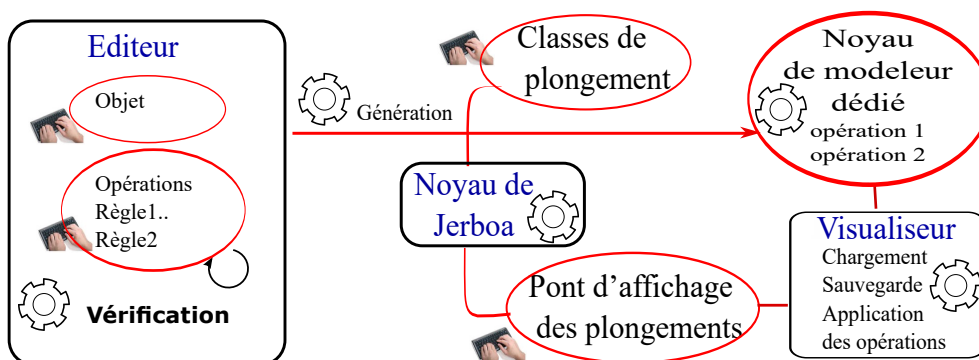 Editeur
Objet
Opérations
Règle1..
Règle2
Vérification
Génération
Classes de
plongement
Noyau de
Jerboa
Pont d'affichage
des plongements
Noyau
de modeleur
dédié
opération 1
opération 2
Visualiseur
Chargement
Sauvegarde
Application
des opérations